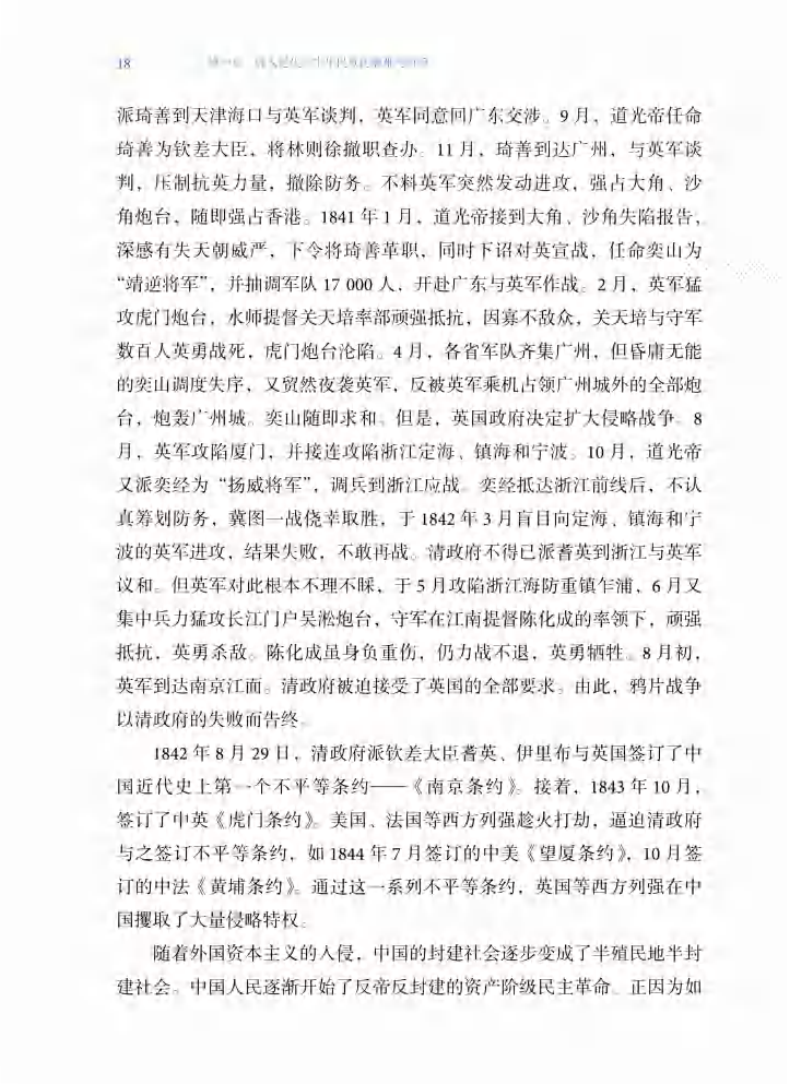 18
派琦善到天津海口与英军谈判，英军同意回广东交涉。9 月，道光帝任命
琦善为钦差大臣，将林则徐撤职查办。11 月，琦善到达广州，与英军谈
判，压制抗英力量，撤除防务。不料英军突然发动进攻，强占大角、沙
角炮台，随即强占香港。1841 年 1 月，道光帝接到大角、沙角失陷报告，
深感有失天朝威严，下令将琦善革职，同时下诏对英宣战，任命奕山为
“靖逆将军”，并抽调军队 17 000 人，开赴广东与英军作战。2 月，英军猛
攻虎门炮台，水师提督关天培率部顽强抵抗，因寡不敌众，关天培与守军
数百人英勇战死，虎门炮台沦陷。4 月，各省军队齐集广州，但昏庸无能
的奕山调度失序，又贸然夜袭英军，反被英军乘机占领广州城外的全部炮
台，炮轰广州城。奕山随即求和。但是，英国政府决定扩大侵略战争。8
月，英军攻陷厦门，并接连攻陷浙江定海、镇海和宁波。10 月，道光帝
又派奕经为“扬威将军”，调兵到浙江应战。奕经抵达浙江前线后，不认
真筹划防务，冀图一战侥幸取胜，于 1842 年 3 月盲目向定海、镇海和宁
波的英军进攻，结果失败，不敢再战。清政府不得已派耆英到浙江与英军
议和。但英军对此根本不理不睬，于 5 月攻陷浙江海防重镇乍浦，6 月又
集中兵力猛攻长江门户吴淞炮台，守军在江南提督陈化成的率领下，顽强
抵抗，英勇杀敌。陈化成虽身负重伤，仍力战不退，英勇牺牲。8 月初，
英军到达南京江面。清政府被迫接受了英国的全部要求。由此，鸦片战争
以清政府的失败而告终。
1842 年 8 月 29 日，清政府派钦差大臣耆英、伊里布与英国签订了中
国近代史上第一个不平等条约——《南京条约》。接着，1843 年 10 月，
签订了中英《虎门条约》。美国、法国等西方列强趁火打劫，逼迫清政府
与之签订不平等条约，如 1844 年 7 月签订的中美《望厦条约》，10 月签
订的中法《黄埔条约》。通过这一系列不平等条约，英国等西方列强在中
国攫取了大量侵略特权。
随着外国资本主义的入侵，中国的封建社会逐步变成了半殖民地半封
建社会。中国人民逐渐开始了反帝反封建的资产阶级民主革命。正因为如